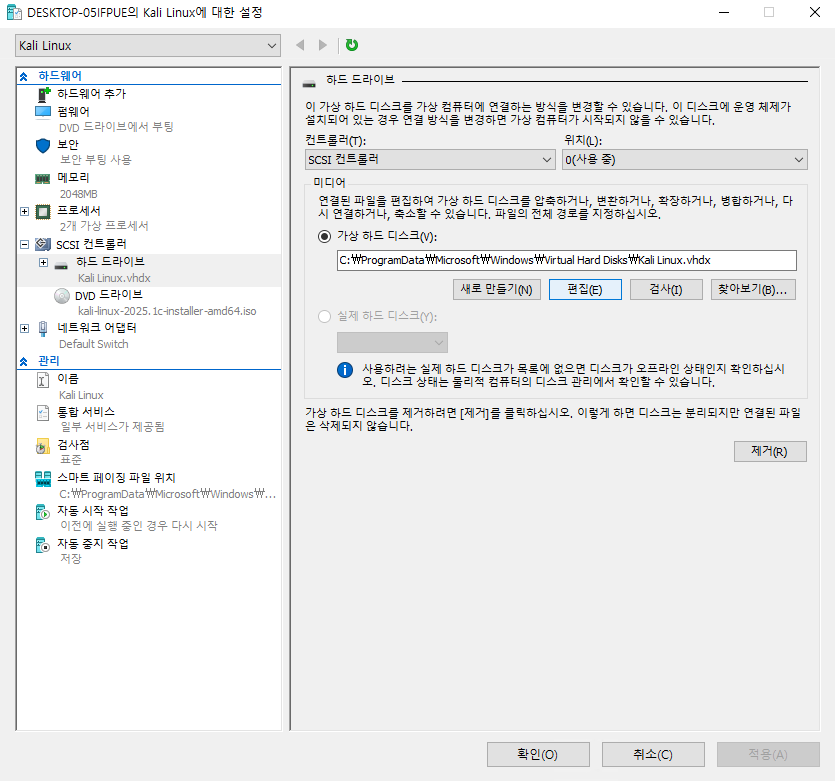 DESKTOP-05IFPUE의 Kali Linux에 대한 설정
Kali Linux
하드웨어
하드웨어 추가
펌웨어
DVD 드라이브에서 부팅
보안
보안 부팅 사용
메모리
2048MB
프로세서
2개 가상 프로세서
SCSI 컨트롤러
하드 드라이브
Kali Linux.vhdx
DVD 드라이브
kali-linux-2025.1c-installer-amd64.iso
네트워크 어댑터
Default Switch
관리
이름
Kali Linux
통합 서비스
일부 서비스가 제공됨
검사점
표준
스마트 페이징 파일 위치
C:₩ProgramData₩Microsoft₩Windows₩...
자동 시작 작업
이전에 실행 중인 경우 다시 시작
자동 중지 작업
저장
하드 드라이브
이 가상 하드 디스크를 가상 컴퓨터에 연결하는 방식을 변경할 수 있습니다. 이 디스크에 운영 체제가
설치되어 있는 경우 연결 방식을 변경하면 가상 컴퓨터가 시작되지 않을 수 있습니다.
컨트롤러(T): 위치(L):
SCSI 컨트롤러 0(사용 중)
미디어
연결된 파일을 편집하여 가상 하드 디스크를 압축하거나, 변환하거나, 확장하거나, 병합하거나, 다
시 연결하거나, 축소할 수 있습니다. 파일의 전체 경로를 지정하십시오.
가상 하드 디스크(V):
C:₩ProgramData₩Microsoft₩Windows₩Virtual Hard Disks₩Kali Linux.vhdx
새로 만들기(N) 편집(E) 검사(I) 찾아보기(B)...
실제 하드 디스크(Y):
사용하려는 실제 하드 디스크가 목록에 없으면 디스크가 오프라인 상태인지 확인하십시
오. 디스크 상태는 물리적 컴퓨터의 디스크 관리에서 확인할 수 있습니다.
가상 하드 디스크를 제거하려면 [제거]를 클릭하십시오. 이렇게 하면 디스크는 분리되지만 연결된 파일
은 삭제되지 않습니다.
제거(R)
확인(O) 취소(C) 적용(A)